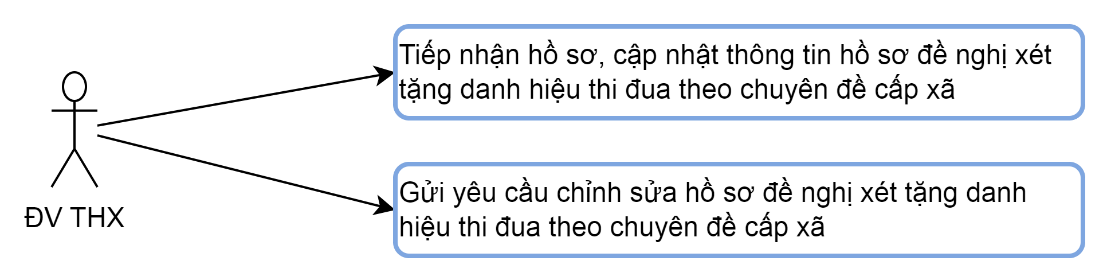 Tiếp nhận hồ sơ, cập nhật thông tin hồ sơ đề nghị xét
tặng danh hiệu thi đua theo chuyên đề cấp xã
ĐV THX
Gửi yêu cầu chỉnh sửa hồ sơ đề nghị xét tặng danh
hiệu thi đua theo chuyên đề cấp xã